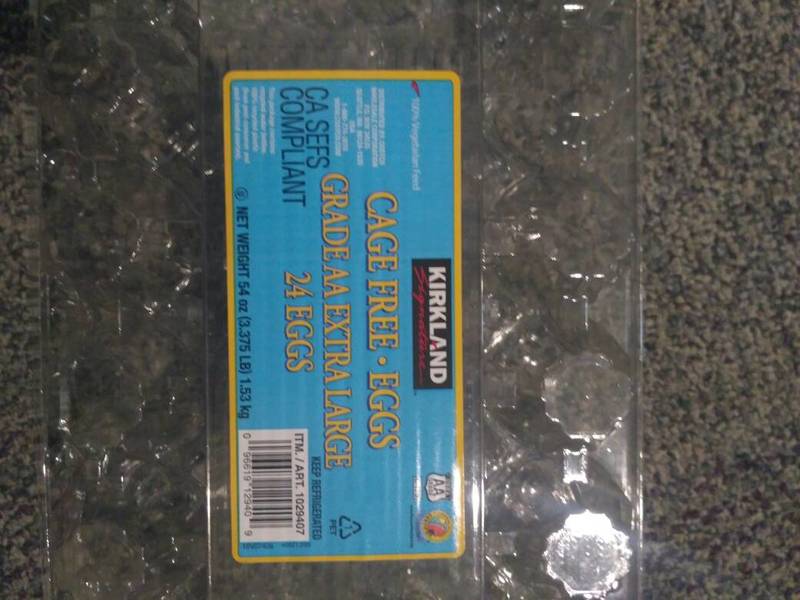 KIRKLAND
Signature
100% Vegetarian Feed
CAGE FREE • EGGS
GRADE AA EXTRA LARGE
24 EGGS
CA SEFS
COMPLIANT
AA
KEEP REFRIGERATED
PET
ITM. / ART. 1029407
NET WEIGHT 54 oz (3.375 LB) 1.53 kg
0 96619 12940 9